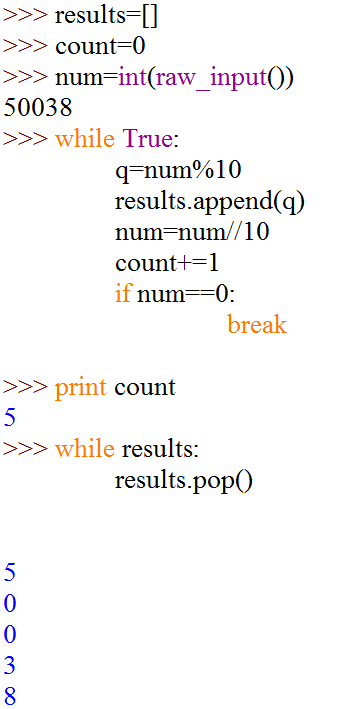 >>> results=[]
>>> count=0
>>> num=int(raw_input())
50038
>>> while True:
        q=num%10
        results.append(q)
        num=num//10
        count+=1
        if num==0:
                break
>>> print count
5
>>> while results:
        results.pop()
5
0
0
3
8